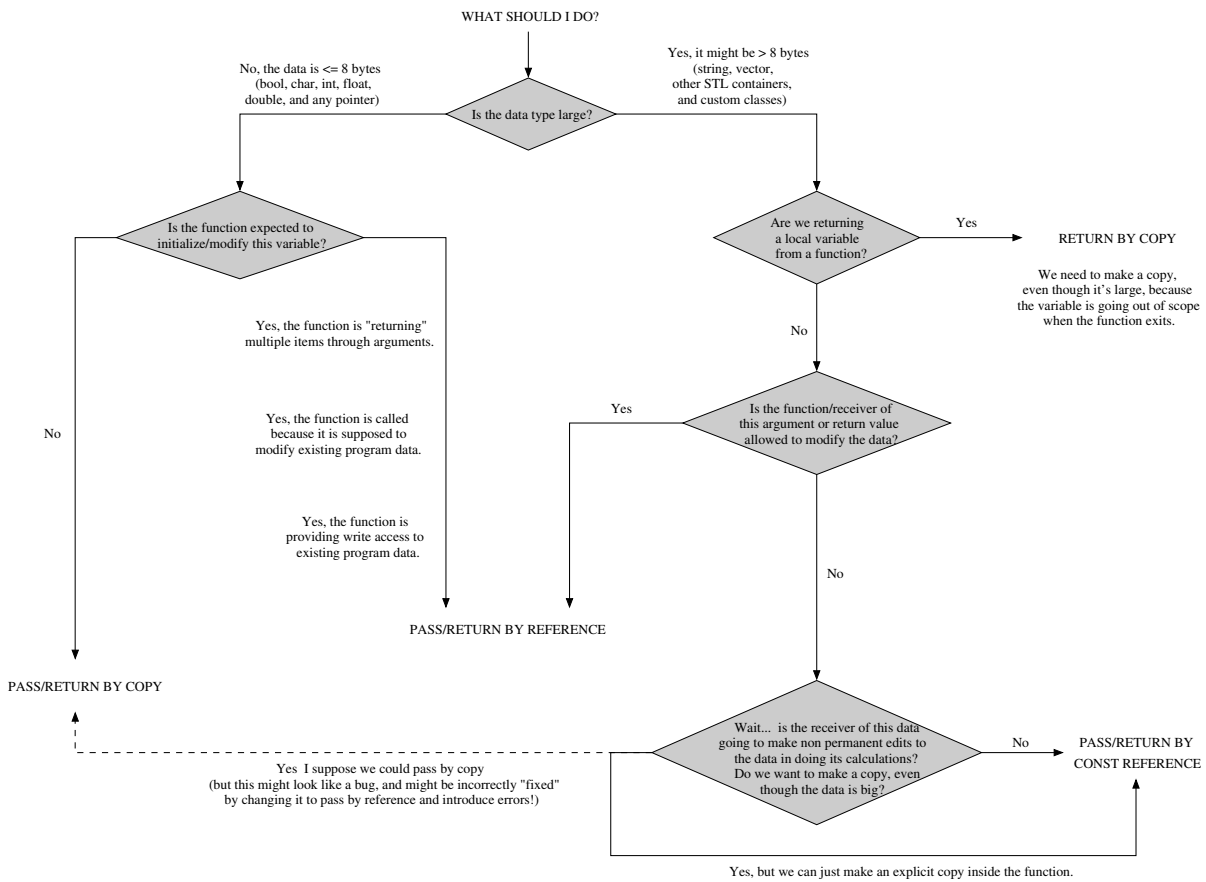 WHAT SHOULD I DO?
No, the data is <= 8 bytes
(bool, char, int, float,
double, and any pointer)
Yes, it might be > 8 bytes
(string, vector,
other STL containers,
and custom classes)
Is the data type large?
Is the function expected to
initialize/modify this variable?
Are we returning
a local variable
from a function?
Yes
RETURN BY COPY
We need to make a copy,
even though it's large, because
the variable is going out of scope
when the function exits.
Yes, the function is "returning"
multiple items through arguments.
No
Yes, the function is called
because it is supposed to
modify existing program data.
No
Yes
Is the function/receiver of
this argument or return value
allowed to modify the data?
Yes, the function is
providing write access to
existing program data.
No
PASS/RETURN BY REFERENCE
PASS/RETURN BY COPY
Wait... is the receiver of this data
going to make non permanent edits to
the data in doing its calculations?
Do we want to make a copy, even
though the data is big?
No
PASS/RETURN BY
CONST REFERENCE
Yes I suppose we could pass by copy
(but this might look like a bug, and might be incorrectly "fixed"
by changing it to pass by reference and introduce errors!)
Yes, but we can just make an explicit copy inside the function.